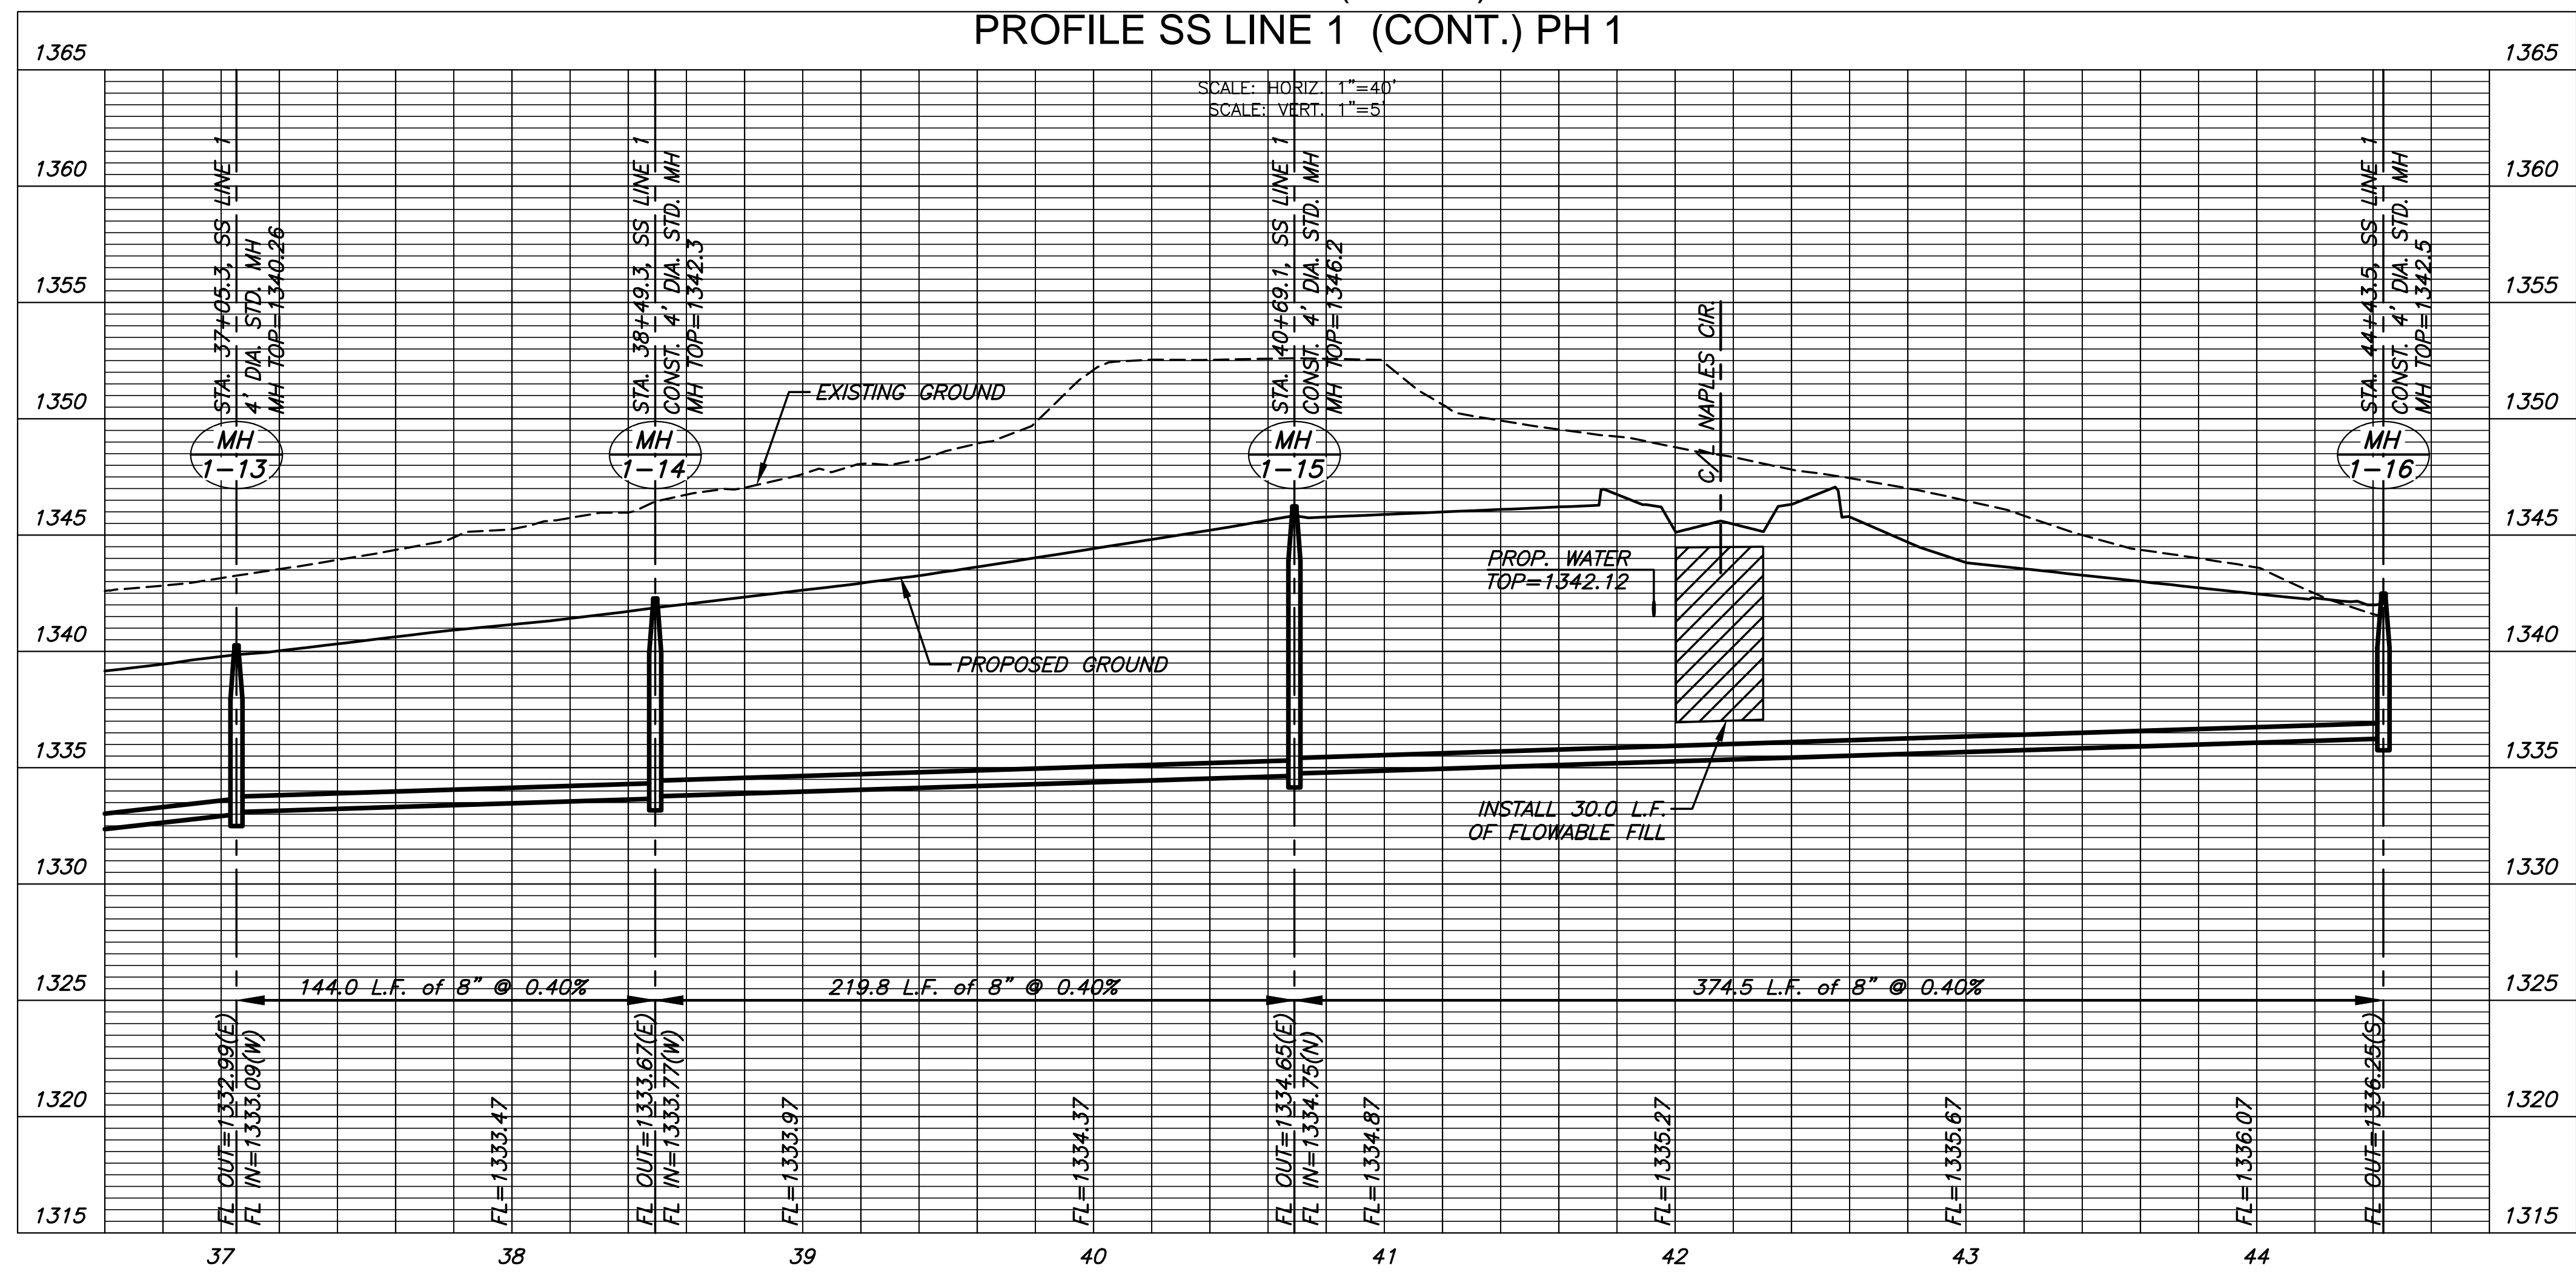 PROFILE SS LINE 1 (CONT.) PH 1
SCALE: HORIZ. 1"=40'
SCALE: VERT. 1"=5'
1365
1360
1355
1350
1345
1340
1335
1330
1325
1320
1315
1365
1360
1355
1350
1345
1340
1335
1330
1325
1320
1315
STA. 37+05.3, SS LINE 1
4' DIA. STD. MH
MH TOP=1340.26
MH
1-13
STA. 38+49.3, SS LINE 1
CONST. 4' DIA. STD. MH
MH TOP=1342.3
MH
1-14
EXISTING GROUND
PROPOSED GROUND
STA. 40+69.1, SS LINE 1
CONST. 4' DIA. STD. MH
MH TOP=1346.2
MH
1-15
C/L NAPLES CIR.
PROP. WATER
TOP=1342.12
INSTALL 30.0 L.F.
OF FLOWABLE FILL
STA. 44+43.5, SS LINE 1
CONST. 4' DIA. STD. MH
MH TOP=1342.5
MH
1-16
144.0 L.F. of 8" @ 0.40%
219.8 L.F. of 8" @ 0.40%
374.5 L.F. of 8" @ 0.40%
FL OUT=1332.99(E)
FL IN=1333.09(W)
FL=1333.47
FL OUT=1333.67(E)
FL IN=1333.77(W)
FL=1333.97
FL=1334.37
FL OUT=1334.65(E)
FL IN=1334.75(N)
FL=1334.87
FL=1335.27
FL=1335.67
FL=1336.07
FL OUT=1336.25(S)
37 38 39 40 41 42 43 44